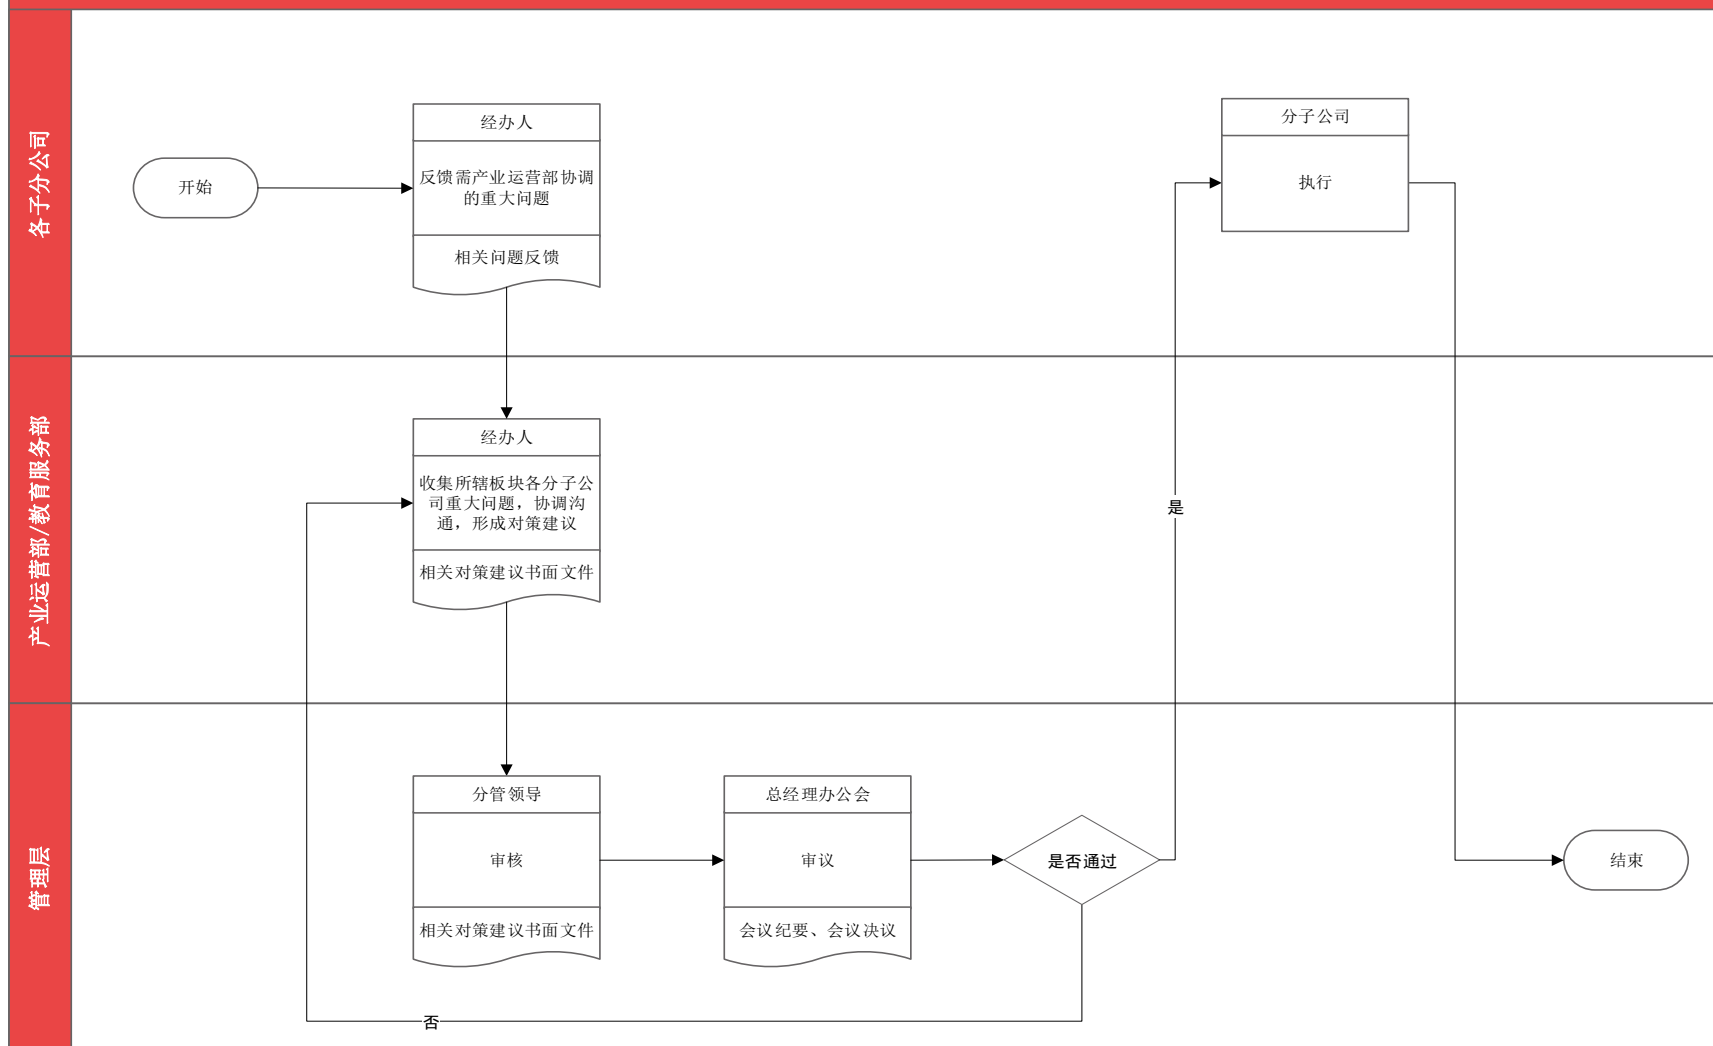 各子分公司
开始
经办人
反馈需产业运营部协调
的重大问题
相关问题反馈
分子公司
执行
产业运营部/教育服务部
经办人
收集所辖板块各分子公
司重大问题，协调沟
通，形成对策建议
相关对策建议书面文件
是
管理层
分管领导
审核
相关对策建议书面文件
总经理办公会
审议
会议纪要、会议决议
是否通过
否
结束